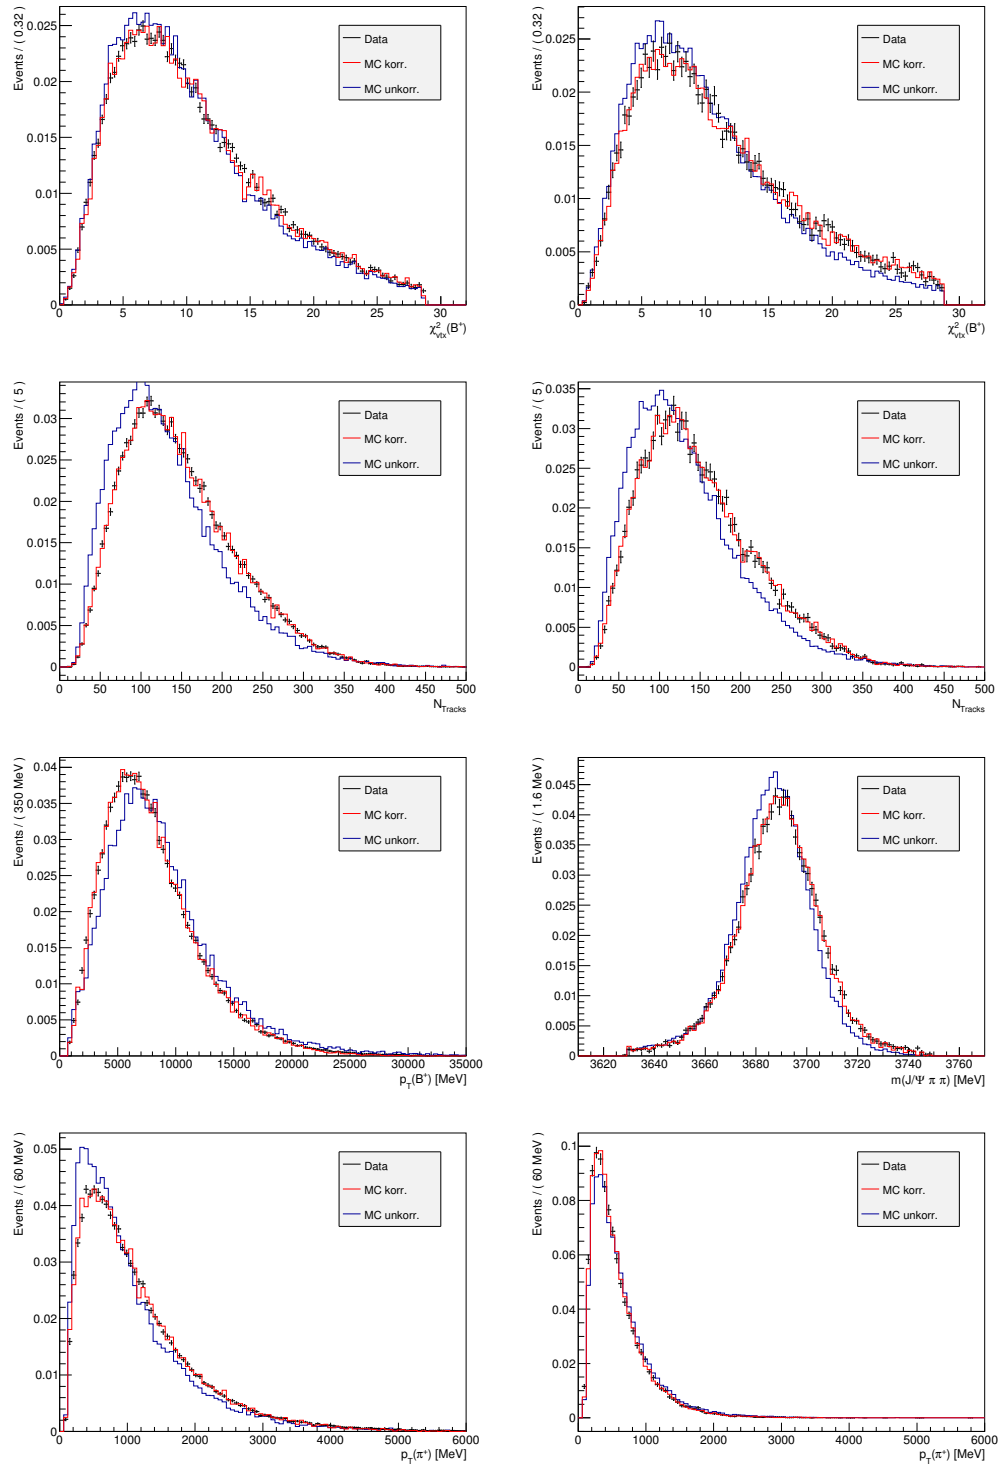 Events / ( 0.32 )
0.025
0.02
0.015
0.01
0.005
0
0 5 10 15 20 25 30
χ²vtx(B⁺)
Data
MC korr.
MC unkorr.
Events / ( 0.32 )
0.025
0.02
0.015
0.01
0.005
0
0 5 10 15 20 25 30
χ²vtx(B⁺)
Data
MC korr.
MC unkorr.
Events / ( 5 )
0.03
0.025
0.02
0.015
0.01
0.005
0
0 50 100 150 200 250 300 350 400 450 500
N_Tracks
Data
MC korr.
MC unkorr.
Events / ( 5 )
0.035
0.03
0.025
0.02
0.015
0.01
0.005
0
0 50 100 150 200 250 300 350 400 450 500
N_Tracks
Data
MC korr.
MC unkorr.
Events / ( 350 MeV )
0.04
0.035
0.03
0.025
0.02
0.015
0.01
0.005
0
0 5000 10000 15000 20000 25000 30000 35000
p_T(B⁺) [MeV]
Data
MC korr.
MC unkorr.
Events / ( 1.6 MeV )
0.045
0.04
0.035
0.03
0.025
0.02
0.015
0.01
0.005
0
3620 3640 3660 3680 3700 3720 3740 3760
m(J/Ψ π π) [MeV]
Data
MC korr.
MC unkorr.
Events / ( 60 MeV )
0.05
0.04
0.03
0.02
0.01
0
0 1000 2000 3000 4000 5000 6000
p_T(π⁺) [MeV]
Data
MC korr.
MC unkorr.
Events / ( 60 MeV )
0.1
0.08
0.06
0.04
0.02
0
0 1000 2000 3000 4000 5000 6000
p_T(π⁺) [MeV]
Data
MC korr.
MC unkorr.